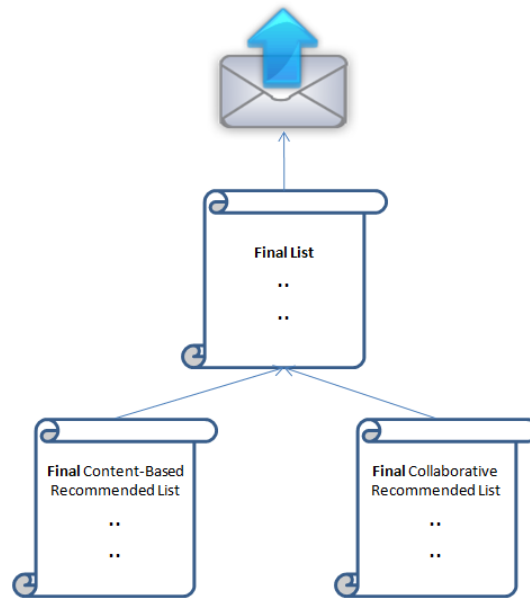 Final List
..
..
Final Content-Based
Recommended List
..
..
Final Collaborative
Recommended List
..
..